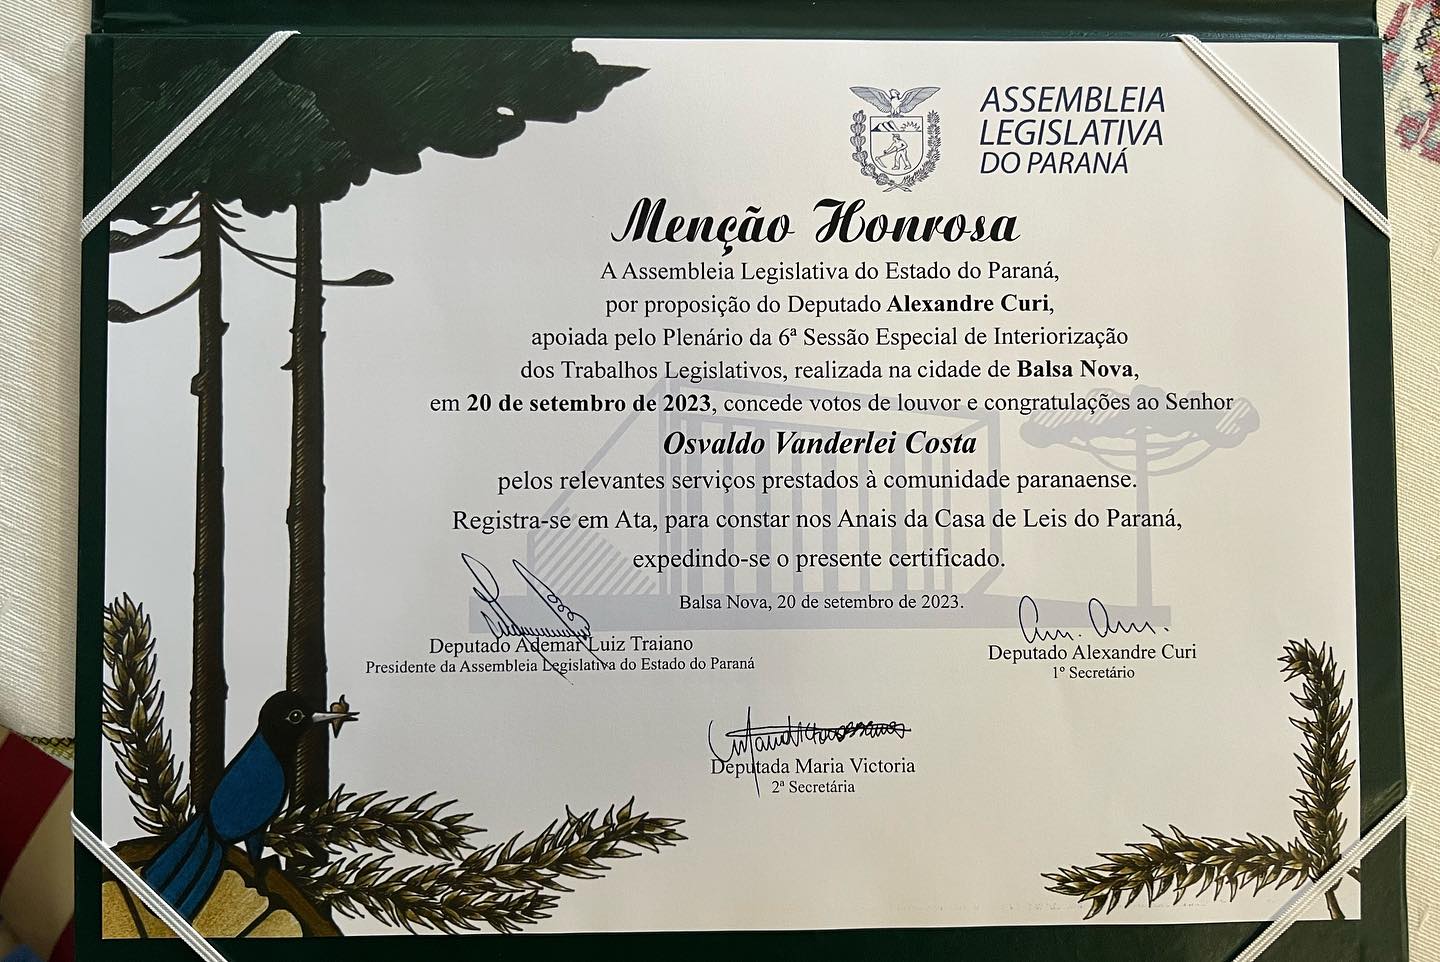 ASSEMBLEIA
LEGISLATIVA
DO PARANÁ
Menção Honrosa
A Assembleia Legislativa do Estado do Paraná,
por proposição do Deputado Alexandre Curi,
apoiada pelo Plenário da 6ª Sessão Especial de Interiorização
dos Trabalhos Legislativos, realizada na cidade de Balsa Nova,
em 20 de setembro de 2023, concede votos de louvor e congratulações ao Senhor
Osvaldo Vanderlei Costa
pelos relevantes serviços prestados à comunidade paranaense.
Registra-se em Ata, para constar nos Anais da Casa de Leis do Paraná,
expedindo-se o presente certificado.
Balsa Nova, 20 de setembro de 2023.
Deputado Ademar Luiz Traiano
Presidente da Assembleia Legislativa do Estado do Paraná
Deputado Alexandre Curi
1º Secretário
Deputada Maria Victoria
2ª Secretária